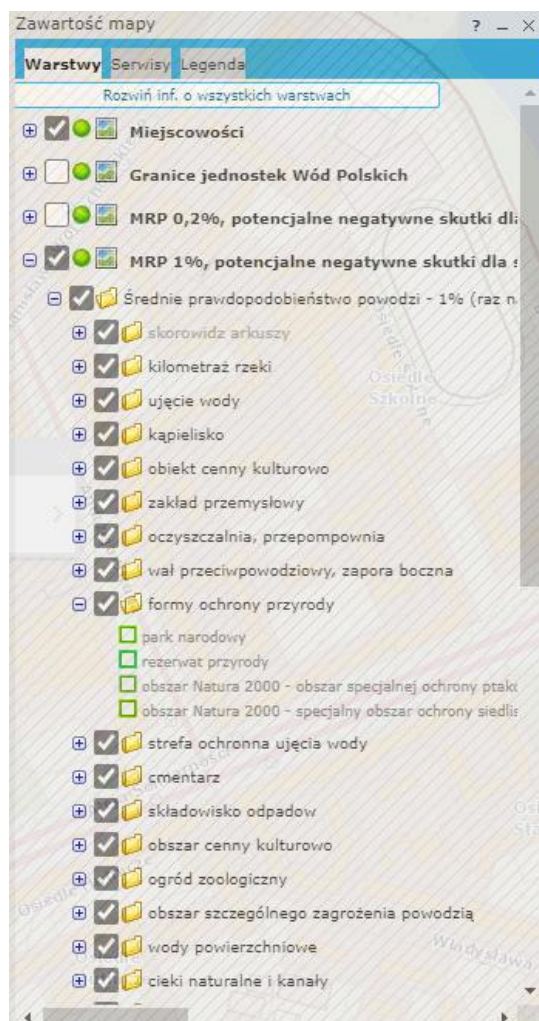 Zawartość mapy
? – ×
Warstwy Serwisy Legenda
Rozwiń inf. o wszystkich warstwach
Miejscowości
Granice jednostek Wód Polskich
MRP 0,2%, potencjalne negatywne skutki dla
MRP 1%, potencjalne negatywne skutki dla s
Średnie prawdopodobieństwo powodzi - 1% (raz n
skorowidz arkuszy
kilometraż rzeki
Osiedle
Szkolne
ujęcie wody
kąpielisko
obiekt cenny kulturowo
zakład przemysłowy
oczyszczalnia, przepompownia
wał przeciwpowodziowy, zapora boczna
formy ochrony przyrody
park narodowy
rezerwat przyrody
obszar Natura 2000 - obszar specjalnej ochrony ptakó
obszar Natura 2000 - specjalny obszar ochrony siedlis
strefa ochronna ujęcia wody
cmentarz
składowisko odpadow
obszar cenny kulturowo
ogród zoologiczny
obszar szczególnego zagrożenia powodzią
wody powierzchniowe
Władysława
cieki naturalne i kanały